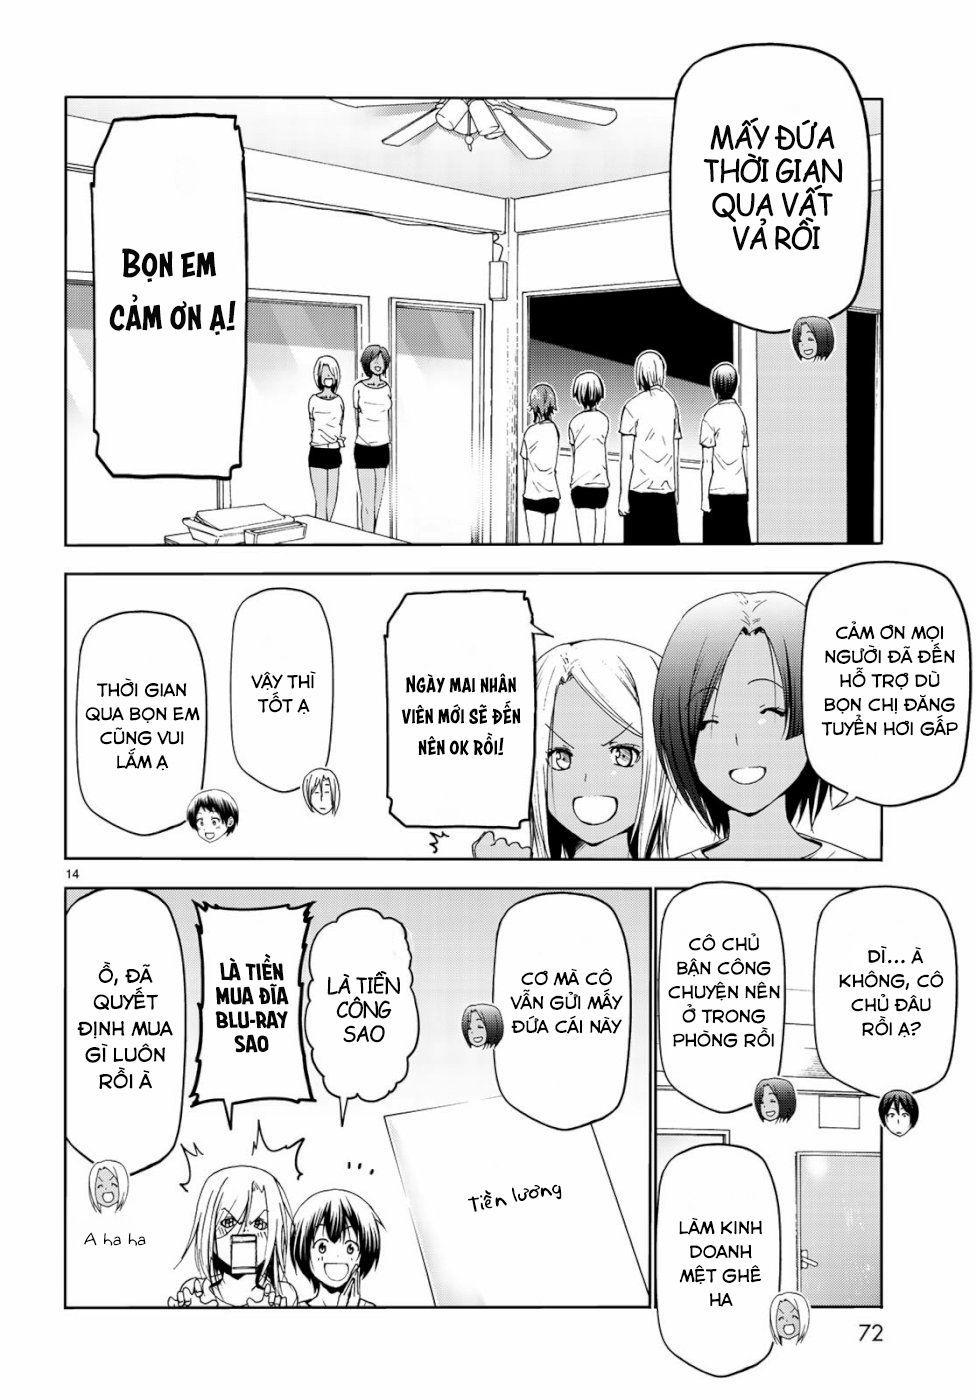 MẤY ĐỨA
THỜI GIAN
QUA VẤT
VẢ RỒI
BỌN EM
CẢM ƠN Ạ!
CẢM ƠN MỌI
NGƯỜI ĐÃ ĐẾN
HỖ TRỢ DÙ
BỌN CHỊ ĐĂNG
TUYỂN HƠI GẤP
NGÀY MAI NHÂN
VIÊN MỚI SẼ ĐẾN
NÊN OK RỒI!
VẬY THÌ
TỐT Ạ
THỜI GIAN
QUA BỌN EM
CŨNG VUI
LẮM Ạ
14
DÌ... À
KHÔNG, CÔ
CHỦ ĐÂU
RỒI Ạ?
CÔ CHỦ
BẬN CÔNG
CHUYỆN NÊN
Ở TRONG
PHÒNG RỒI
LÀM KINH
DOANH
MỆT GHÊ
HA
CƠ MÀ CÔ
VẪN GỬI MẤY
ĐỨA CÁI NÀY
Tiền lương
LÀ TIỀN
CÔNG
SAO
LÀ TIỀN
MUA ĐĨA
BLU-RAY
SAO
Ồ, ĐÃ
QUYẾT
ĐỊNH MUA
GÌ LUÔN
RỒI À
A ha ha
72